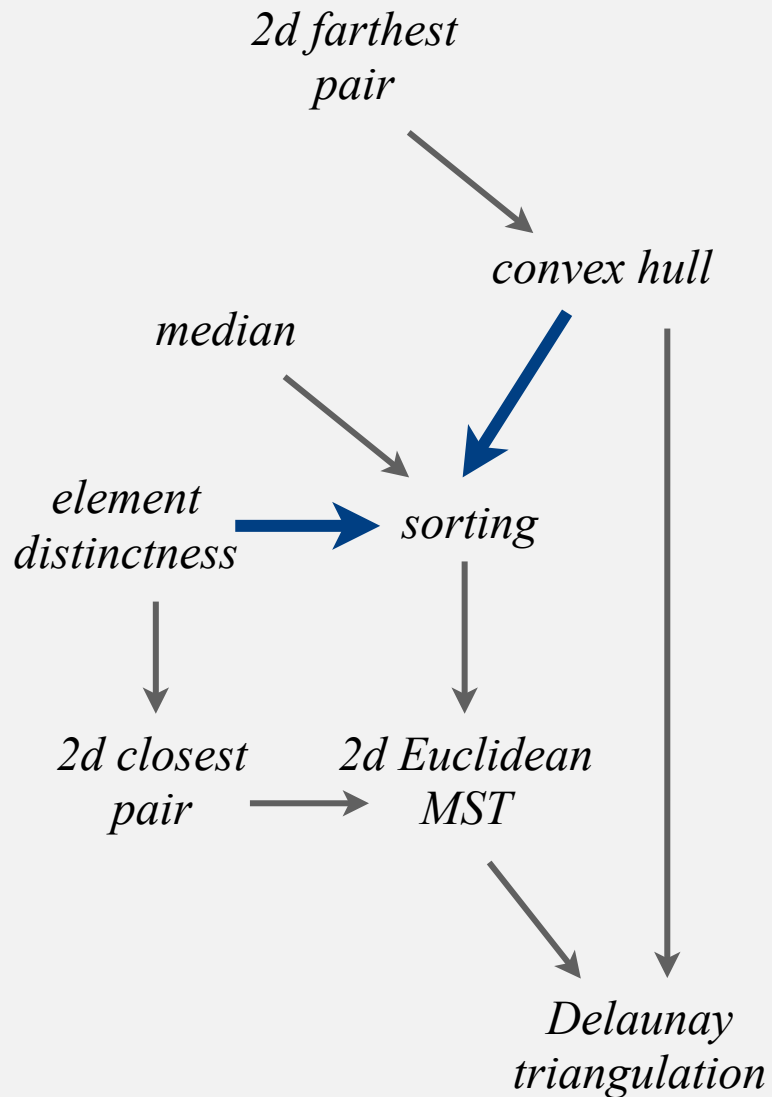 2d farthest
pair
convex hull
median
element
distinctness
sorting
2d closest
pair
2d Euclidean
MST
Delaunay
triangulation